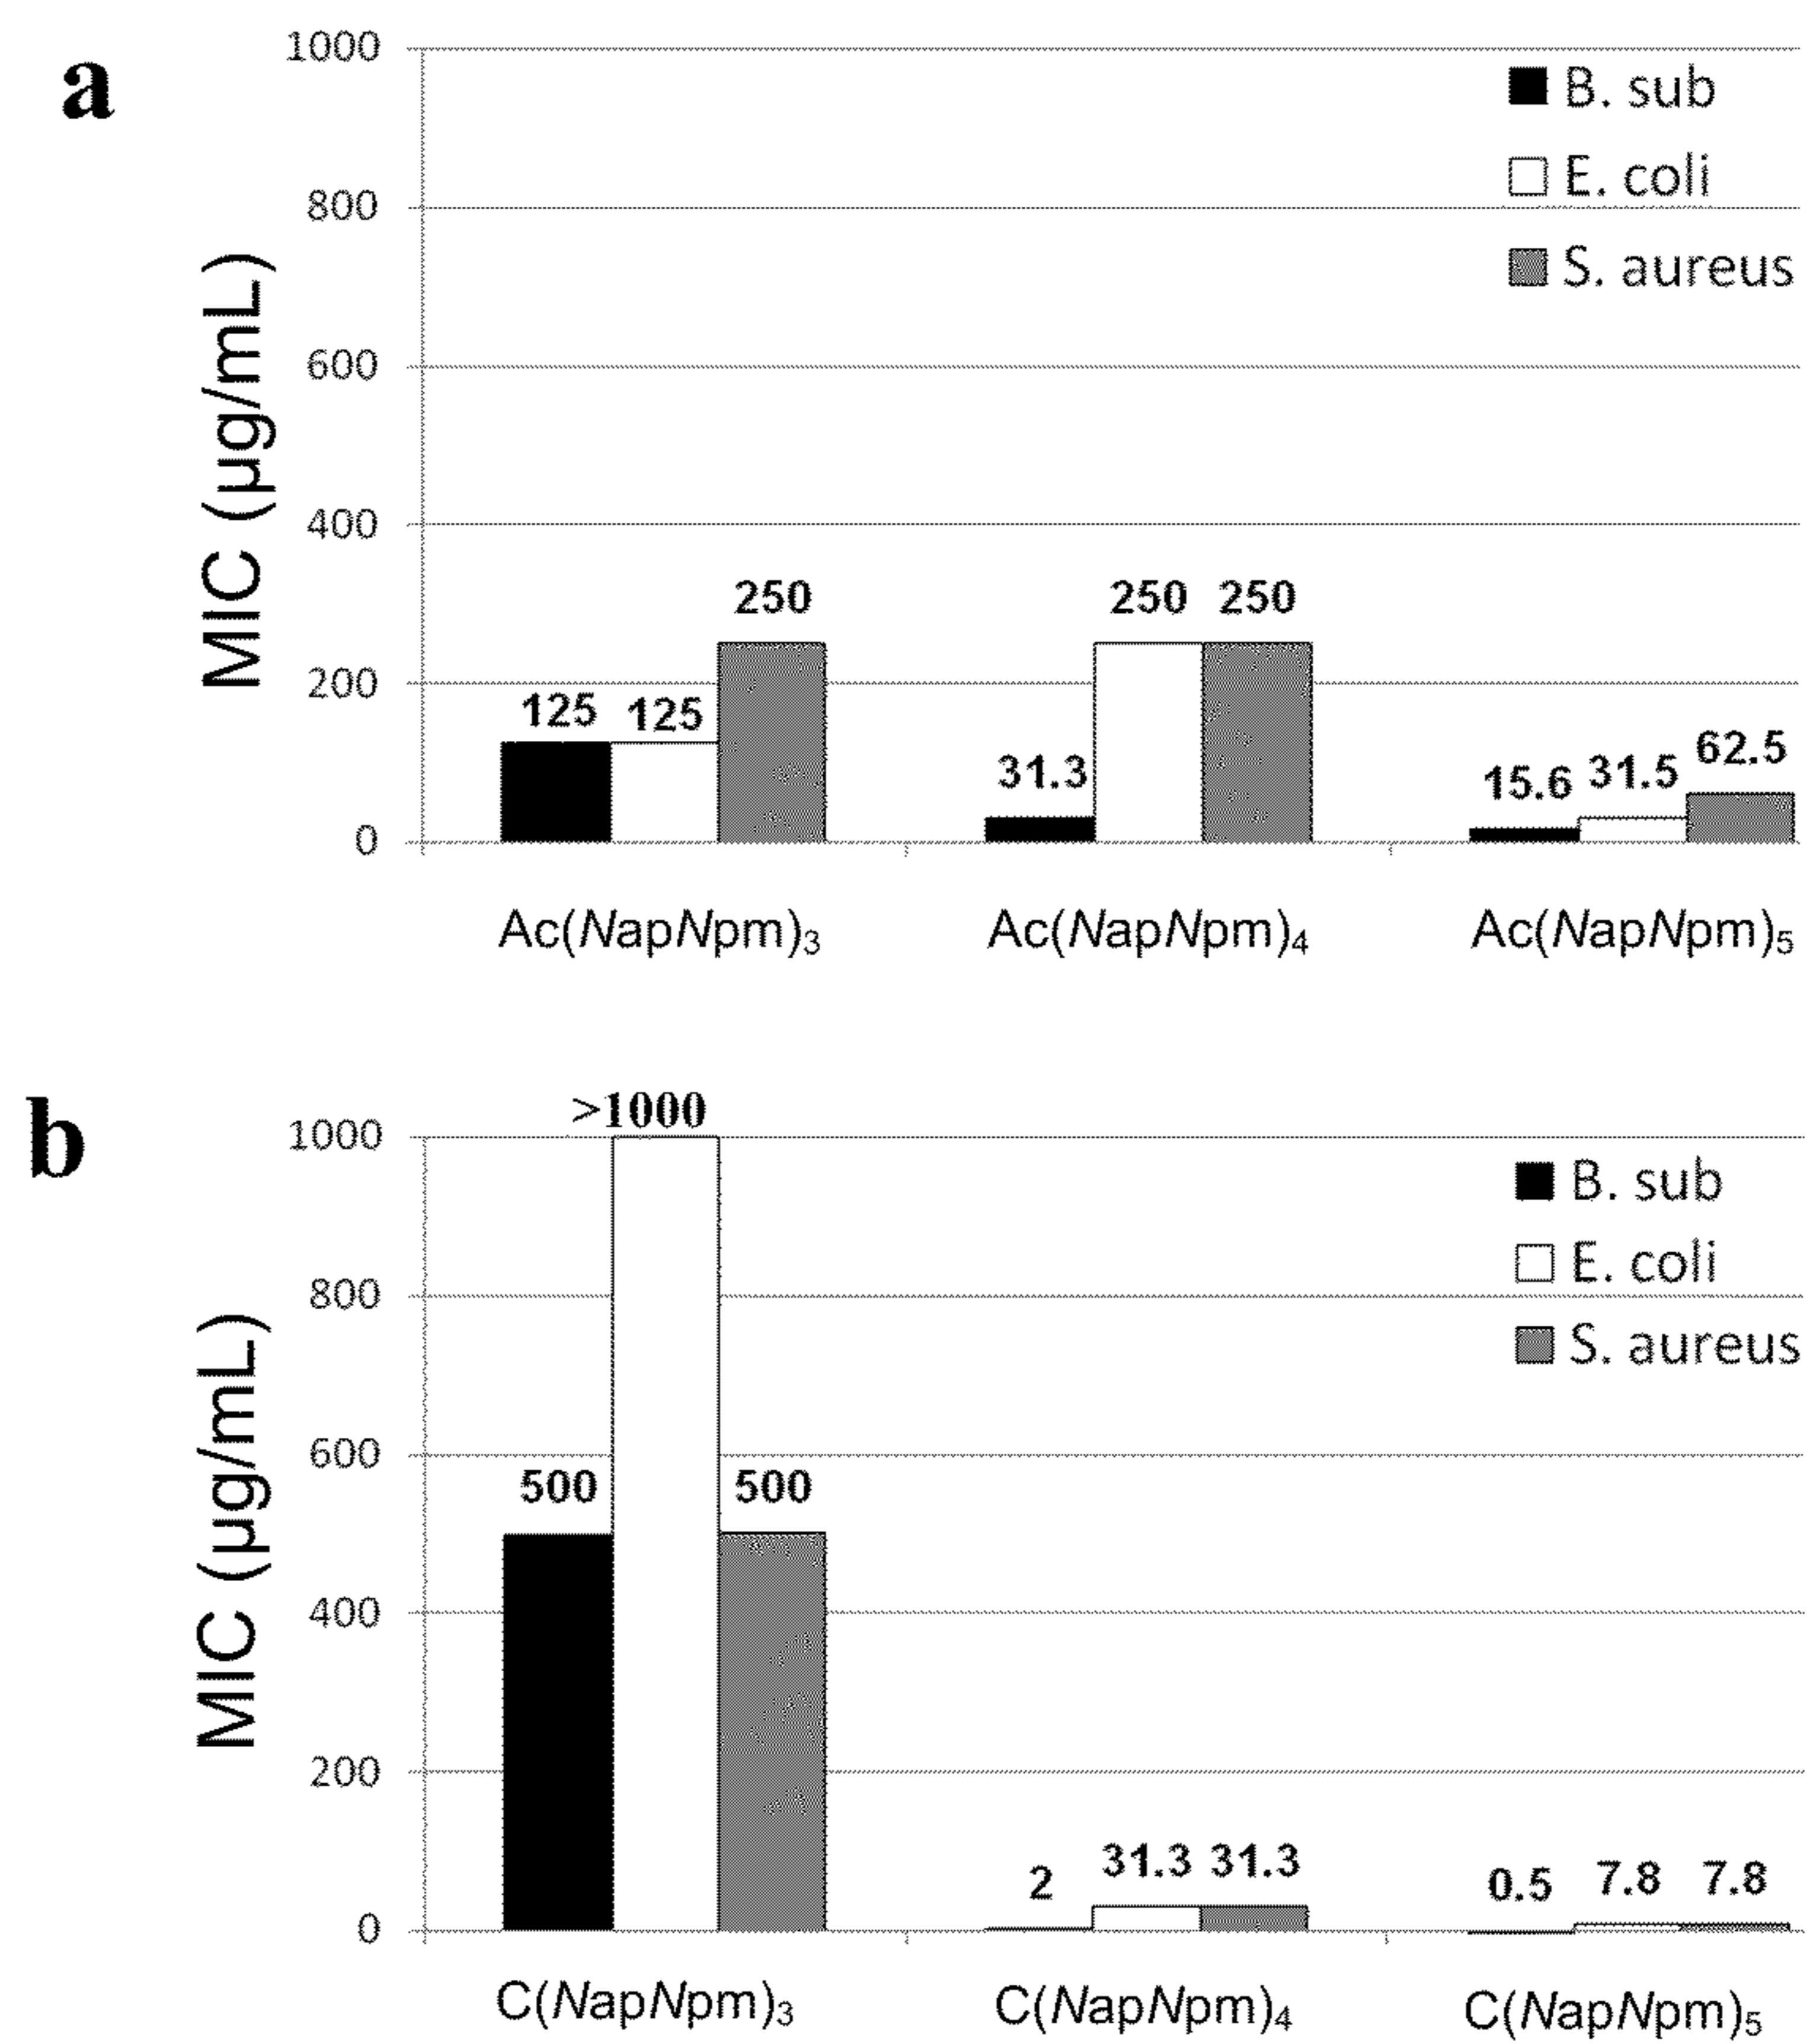 a
MIC (µg/mL)
1000
800
600
400
200
0
B. sub
E. coli
S. aureus
125 125 250
31.3 250 250
15.6 31.5 62.5
Ac(NapNpm)₃ Ac(NapNpm)₄ Ac(NapNpm)₅
b
MIC (µg/mL)
1000
800
600
400
200
0
B. sub
E. coli
S. aureus
500 >1000 500
2 31.3 31.3
0.5 7.8 7.8
C(NapNpm)₃ C(NapNpm)₄ C(NapNpm)₅